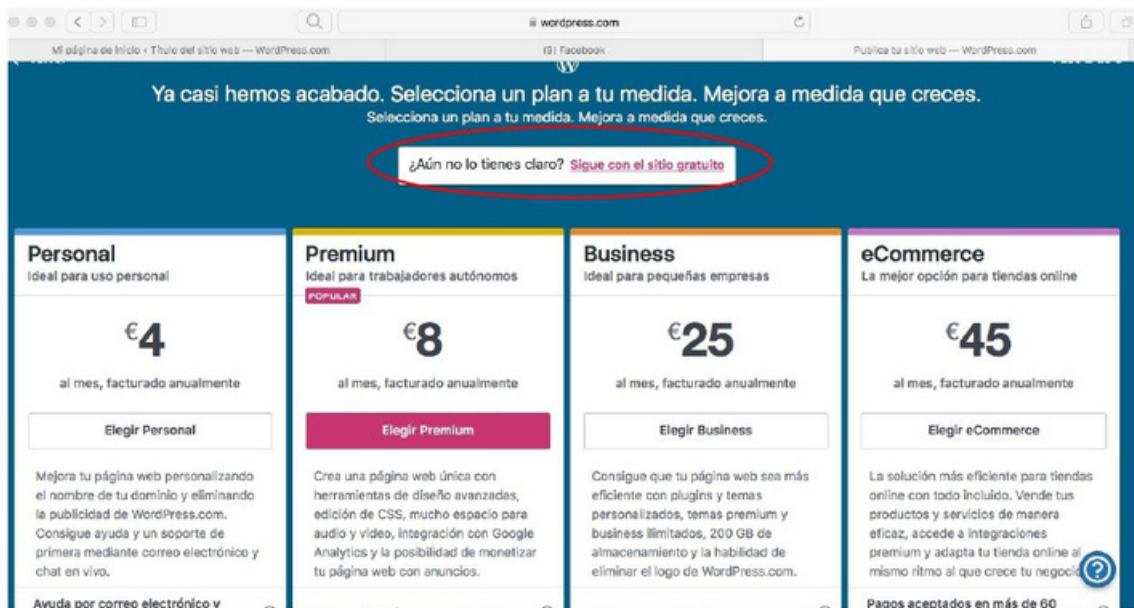 wordpress.com
Mi página de inicio ‹ Título del sitio web — WordPress.com
(9) Facebook
Publica tu sitio web — WordPress.com
Ya casi hemos acabado. Selecciona un plan a tu medida. Mejora a medida que creces.
Selecciona un plan a tu medida. Mejora a medida que creces.
¿Aún no lo tienes claro? Sigue con el sitio gratuito
Personal
Ideal para uso personal
€4
al mes, facturado anualmente
Elegir Personal
Mejora tu página web personalizando
el nombre de tu dominio y eliminando
la publicidad de WordPress.com.
Consigue ayuda y un soporte de
primera mediante correo electrónico y
chat en vivo.
Ayuda por correo electrónico y
Premium
Ideal para trabajadores autónomos
POPULAR
€8
al mes, facturado anualmente
Elegir Premium
Crea una página web única con
herramientas de diseño avanzadas,
edición de CSS, mucho espacio para
audio y video, integración con Google
Analytics y la posibilidad de monetizar
tu página web con anuncios.
Business
Ideal para pequeñas empresas
€25
al mes, facturado anualmente
Elegir Business
Consigue que tu página web sea más
eficiente con plugins y temas
personalizados, temas premium y
business ilimitados, 200 GB de
almacenamiento y la habilidad de
eliminar el logo de WordPress.com.
eCommerce
La mejor opción para tiendas online
€45
al mes, facturado anualmente
Elegir eCommerce
La solución más eficiente para tiendas
online con todo incluido. Vende tus
productos y servicios de manera
eficaz, accede a integraciones
premium y adapta tu tienda online al
mismo ritmo al que crece tu
Pagos aceptados en más de 60